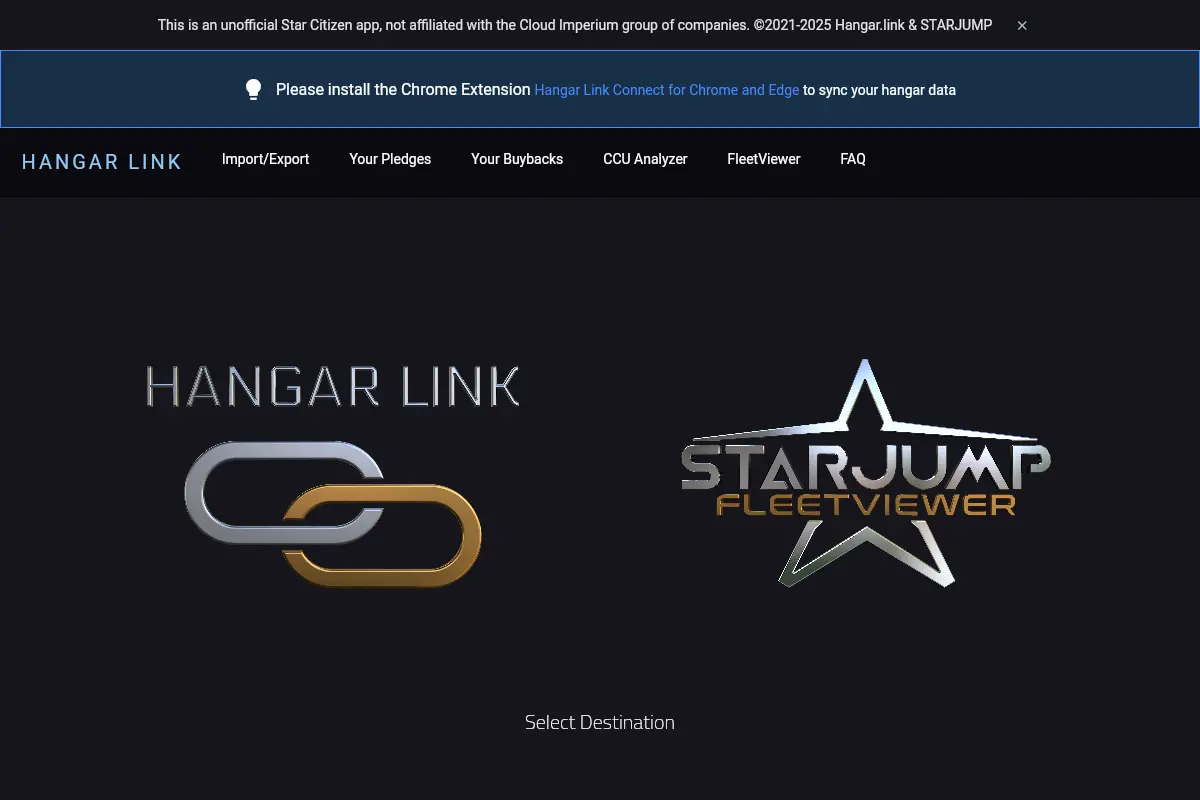 This is an unofficial Star Citizen app, not affiliated with the Cloud Imperium group of companies. ©2021-2025 Hangar.link & STARJUMP ×
Please install the Chrome Extension Hangar Link Connect for Chrome and Edge to sync your hangar data
HANGAR LINK Import/Export Your Pledges Your Buybacks CCU Analyzer FleetViewer FAQ
HANGAR LINK
STARJUMP
FLEETVIEWER
Select Destination